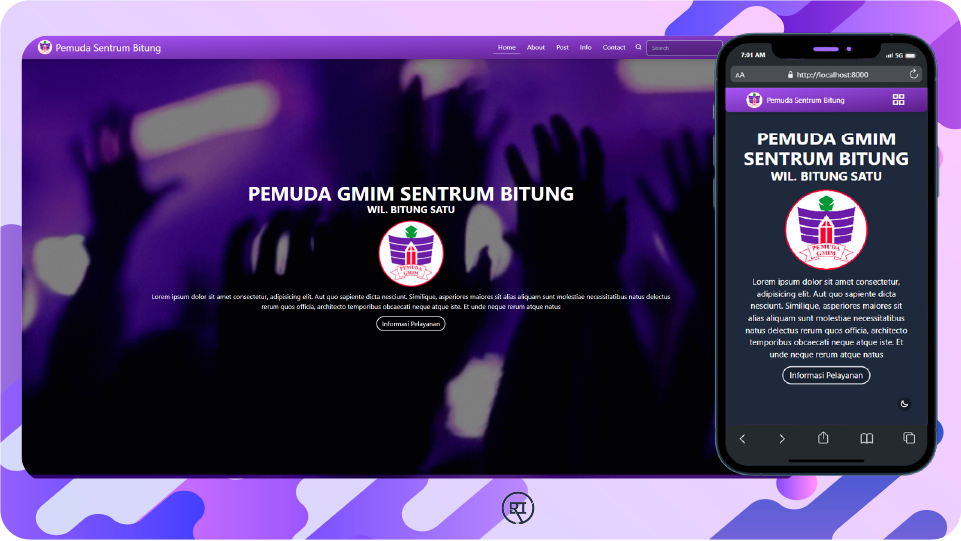 Pemuda Sentrum Bitung
Home About Post Info Contact Search
PEMUDA GMIM SENTRUM BITUNG
WIL. BITUNG SATU
PEMUDA
GMIM
Lorem ipsum dolor sit amet consectetur, adipisicing elit. Aut quo sapiente dicta nesciunt. Similique, asperiores maiores sit alias aliquam sunt molestiae necessitatibus natus delectus
rerum quos officia, architecto temporibus obcaecati neque atque iste. Et unde neque rerum atque natus
Informasi Pelayanan
7:01 AM 5G
AA http://localhost:8000
Pemuda Sentrum Bitung
PEMUDA GMIM
SENTRUM BITUNG
WIL. BITUNG SATU
PEMUDA
GMIM
Lorem ipsum dolor sit amet consectetur,
adipisicing elit. Aut quo sapiente dicta
nesciunt. Similique, asperiores maiores sit
alias aliquam sunt molestiae necessitatibus
natus delectus rerum quos officia, architecto
temporibus obcaecati neque atque iste. Et
unde neque rerum atque natus
Informasi Pelayanan
RI